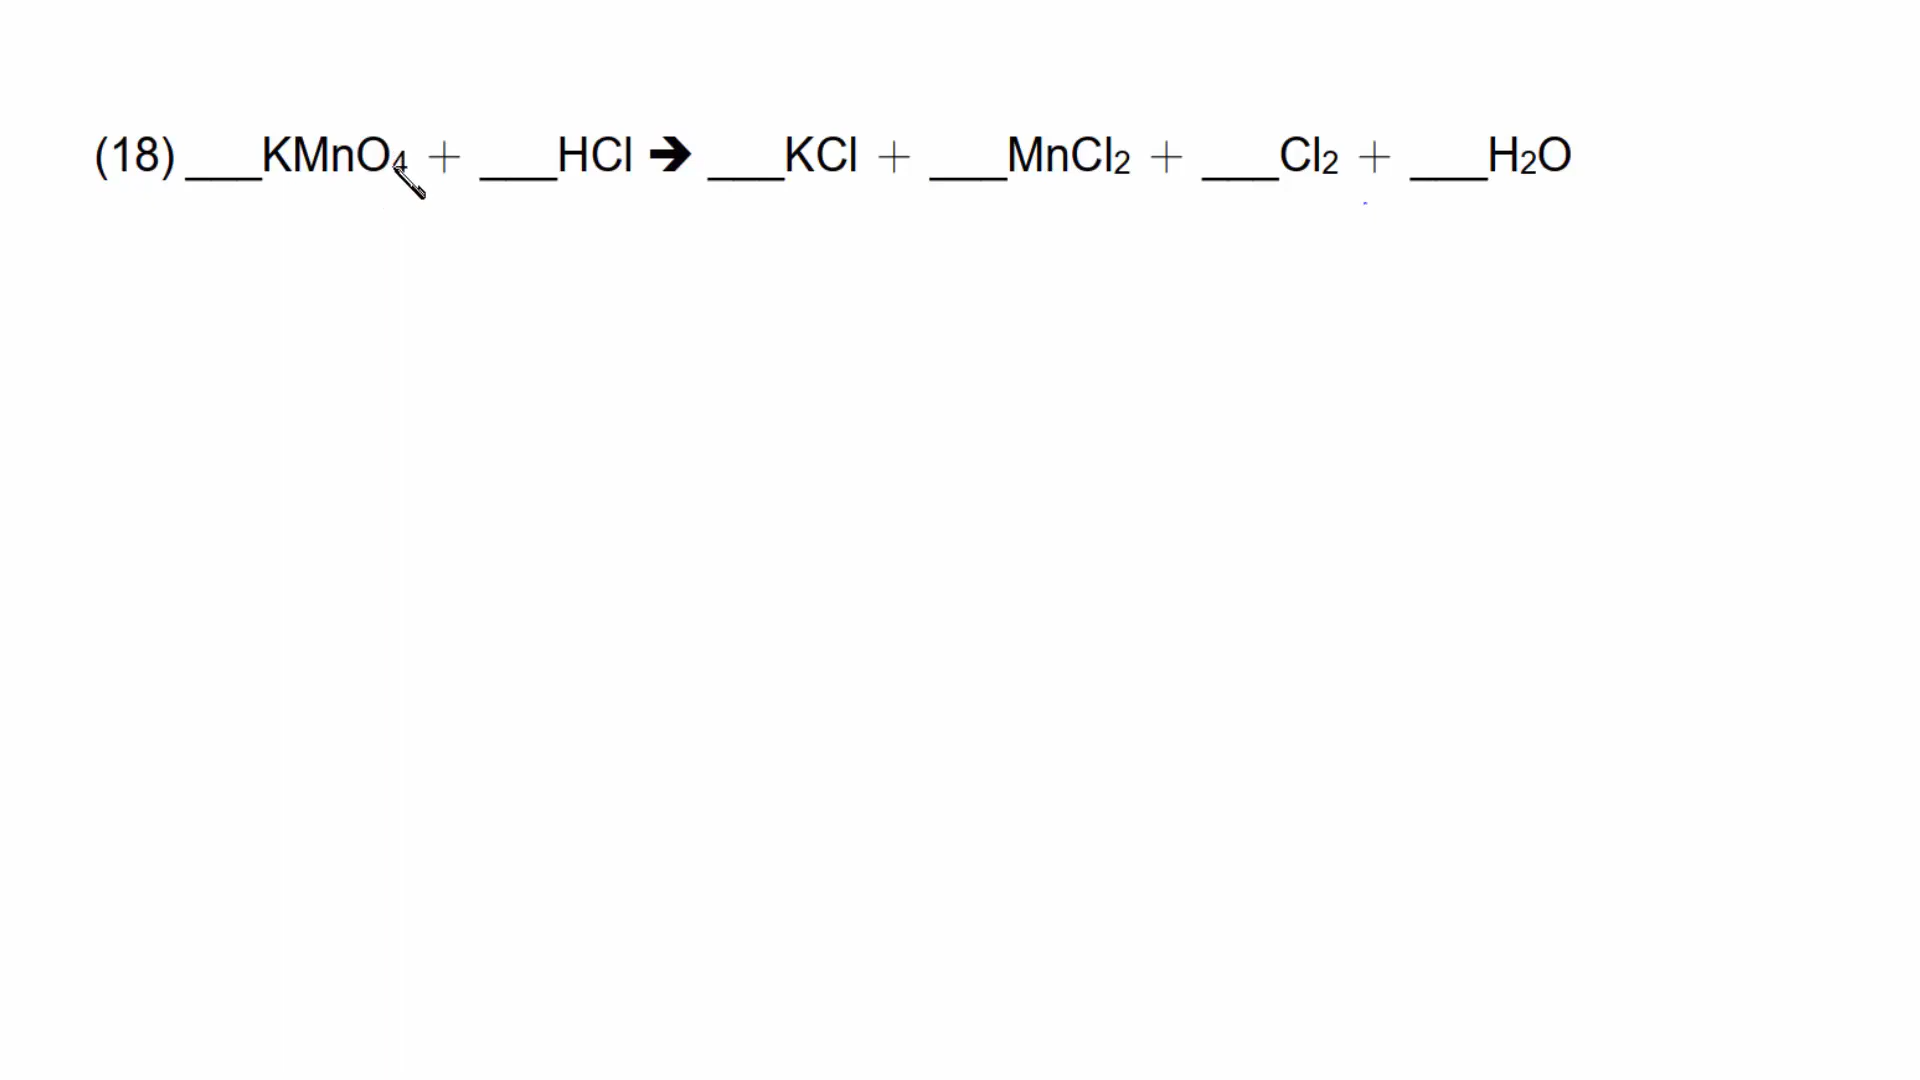 (18) ___KMnO4 + ___HCl ➔ ___KCl + ___MnCl2 + ___Cl2 + ___H2O